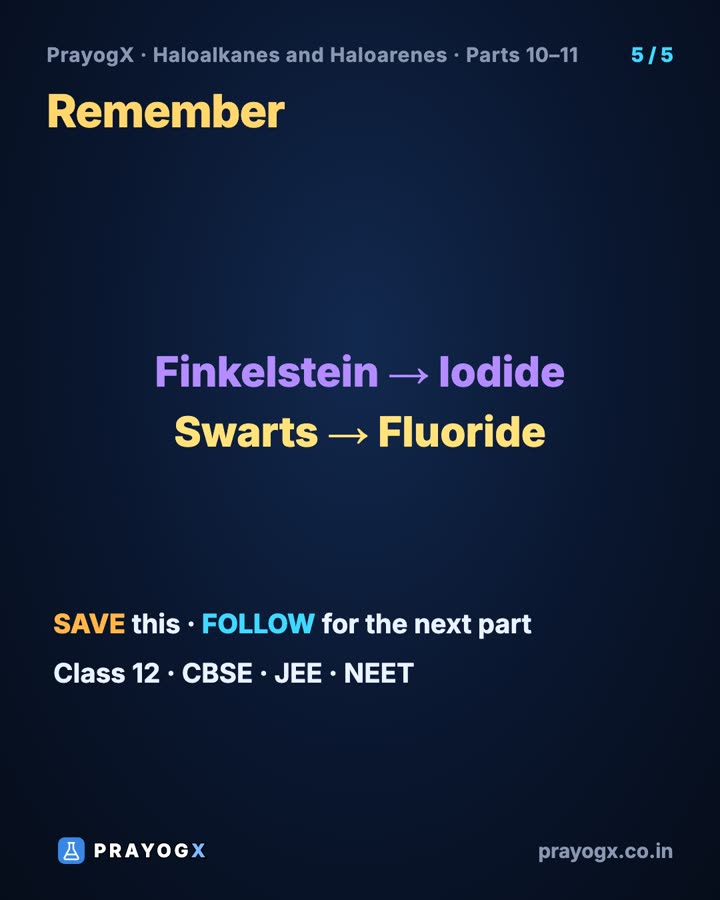 PrayogX · Haloalkanes and Haloarenes · Parts 10–11 5 / 5
Remember
Finkelstein → Iodide
Swarts → Fluoride
SAVE this · FOLLOW for the next part
Class 12 · CBSE · JEE · NEET
PRAYOGX prayogx.co.in